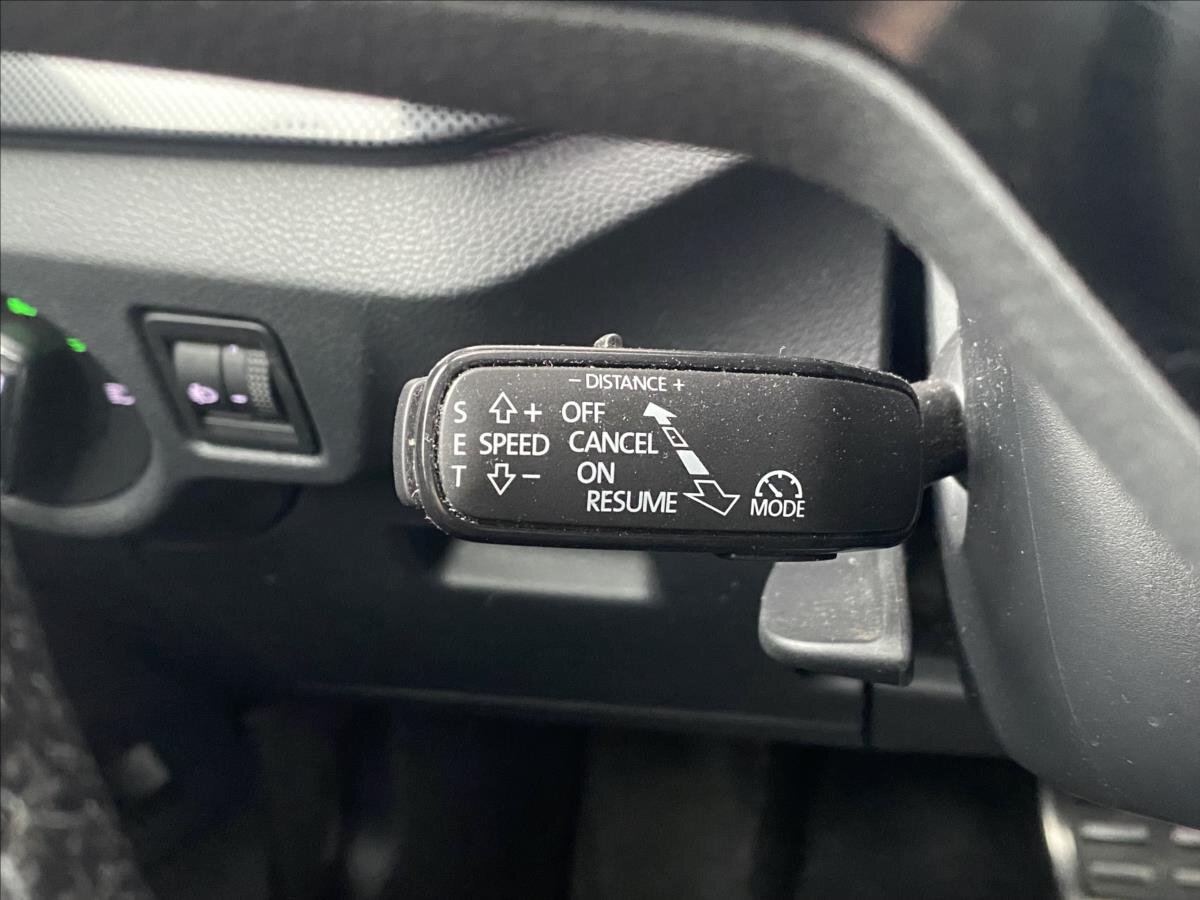 − DISTANCE +
S + OFF
E SPEED CANCEL
T − ON
RESUME
MODE